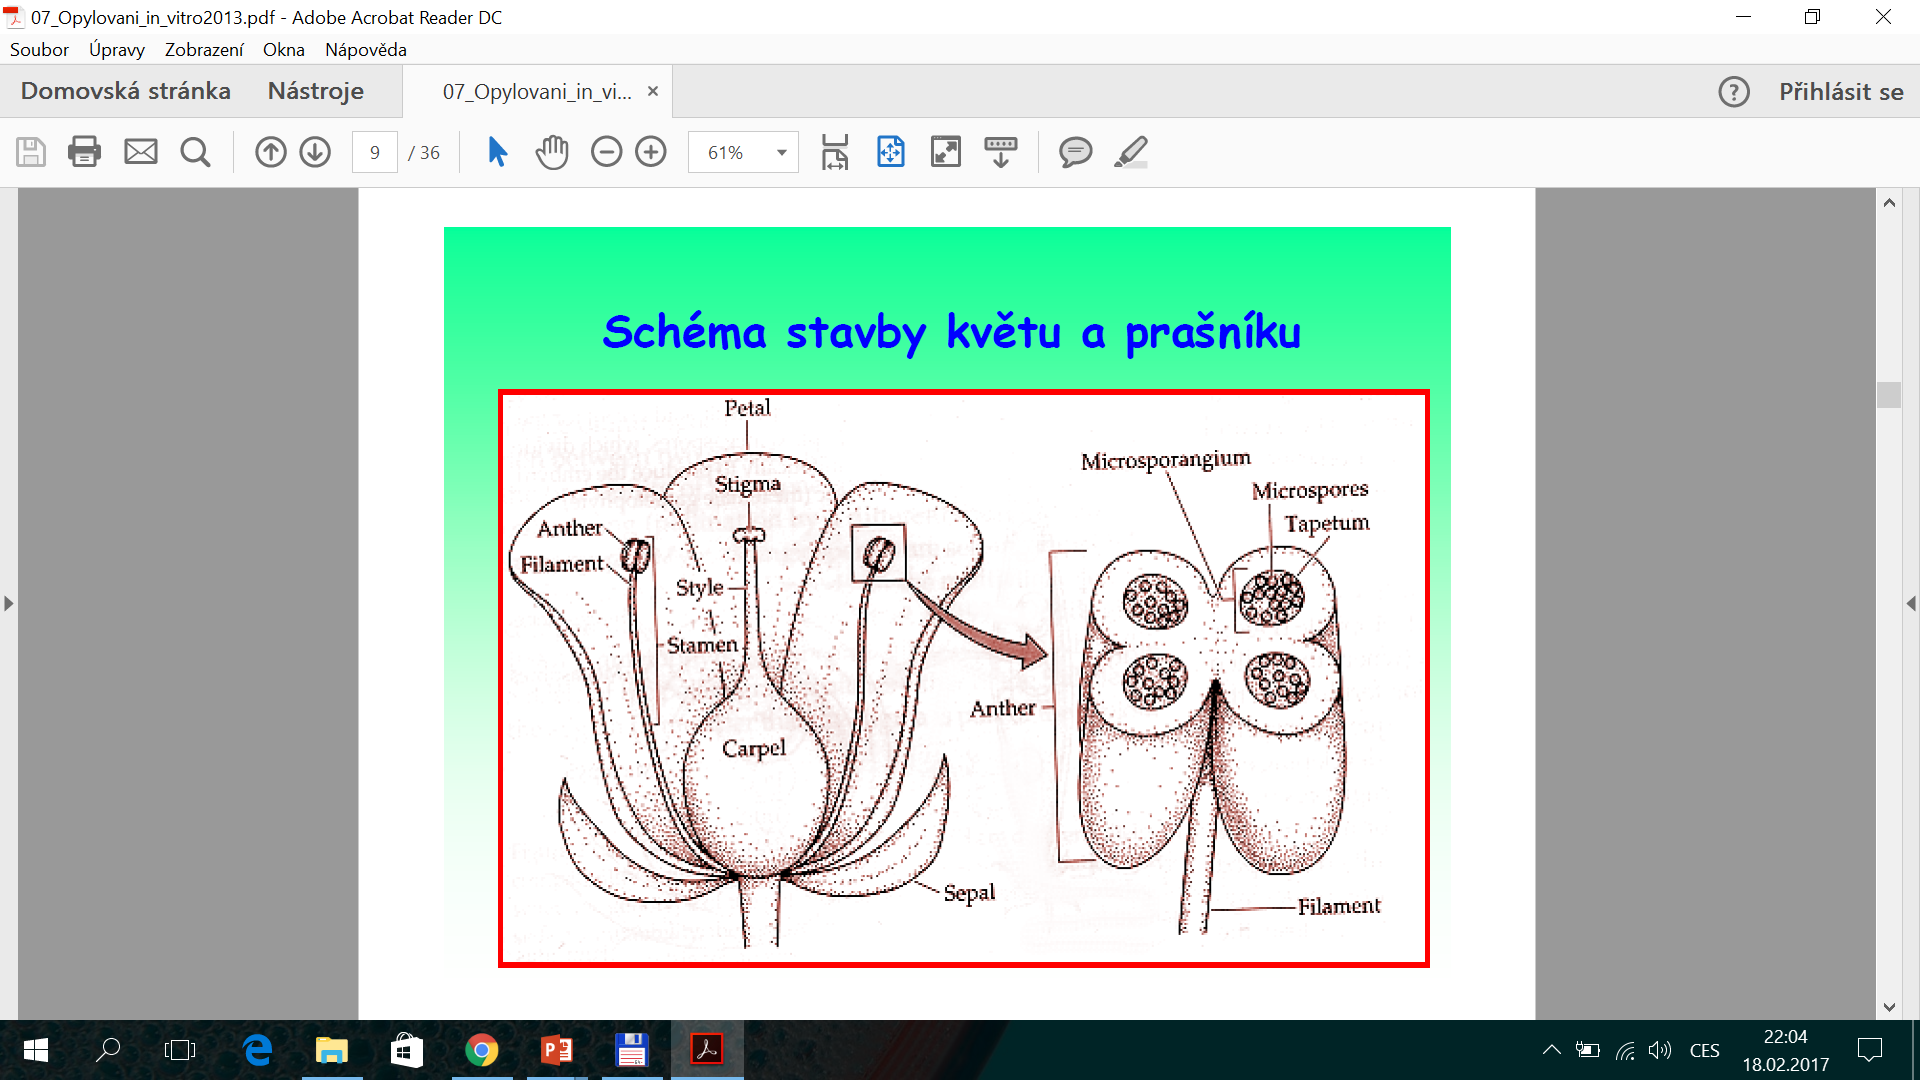 07_Opylovani_in_vitro2013.pdf - Adobe Acrobat Reader DC
Soubor Úpravy Zobrazení Okna Nápověda
Domovská stránka Nástroje 07_Opylovani_in_vi... × ? Přihlásit se
9 / 36 61%
Schéma stavby květu a prašníku
Petal
Stigma
Anther
Filament
Style
Stamen
Carpel
Sepal
Microsporangium
Microspores
Tapetum
Anther
Filament
CES
22:04
18.02.2017